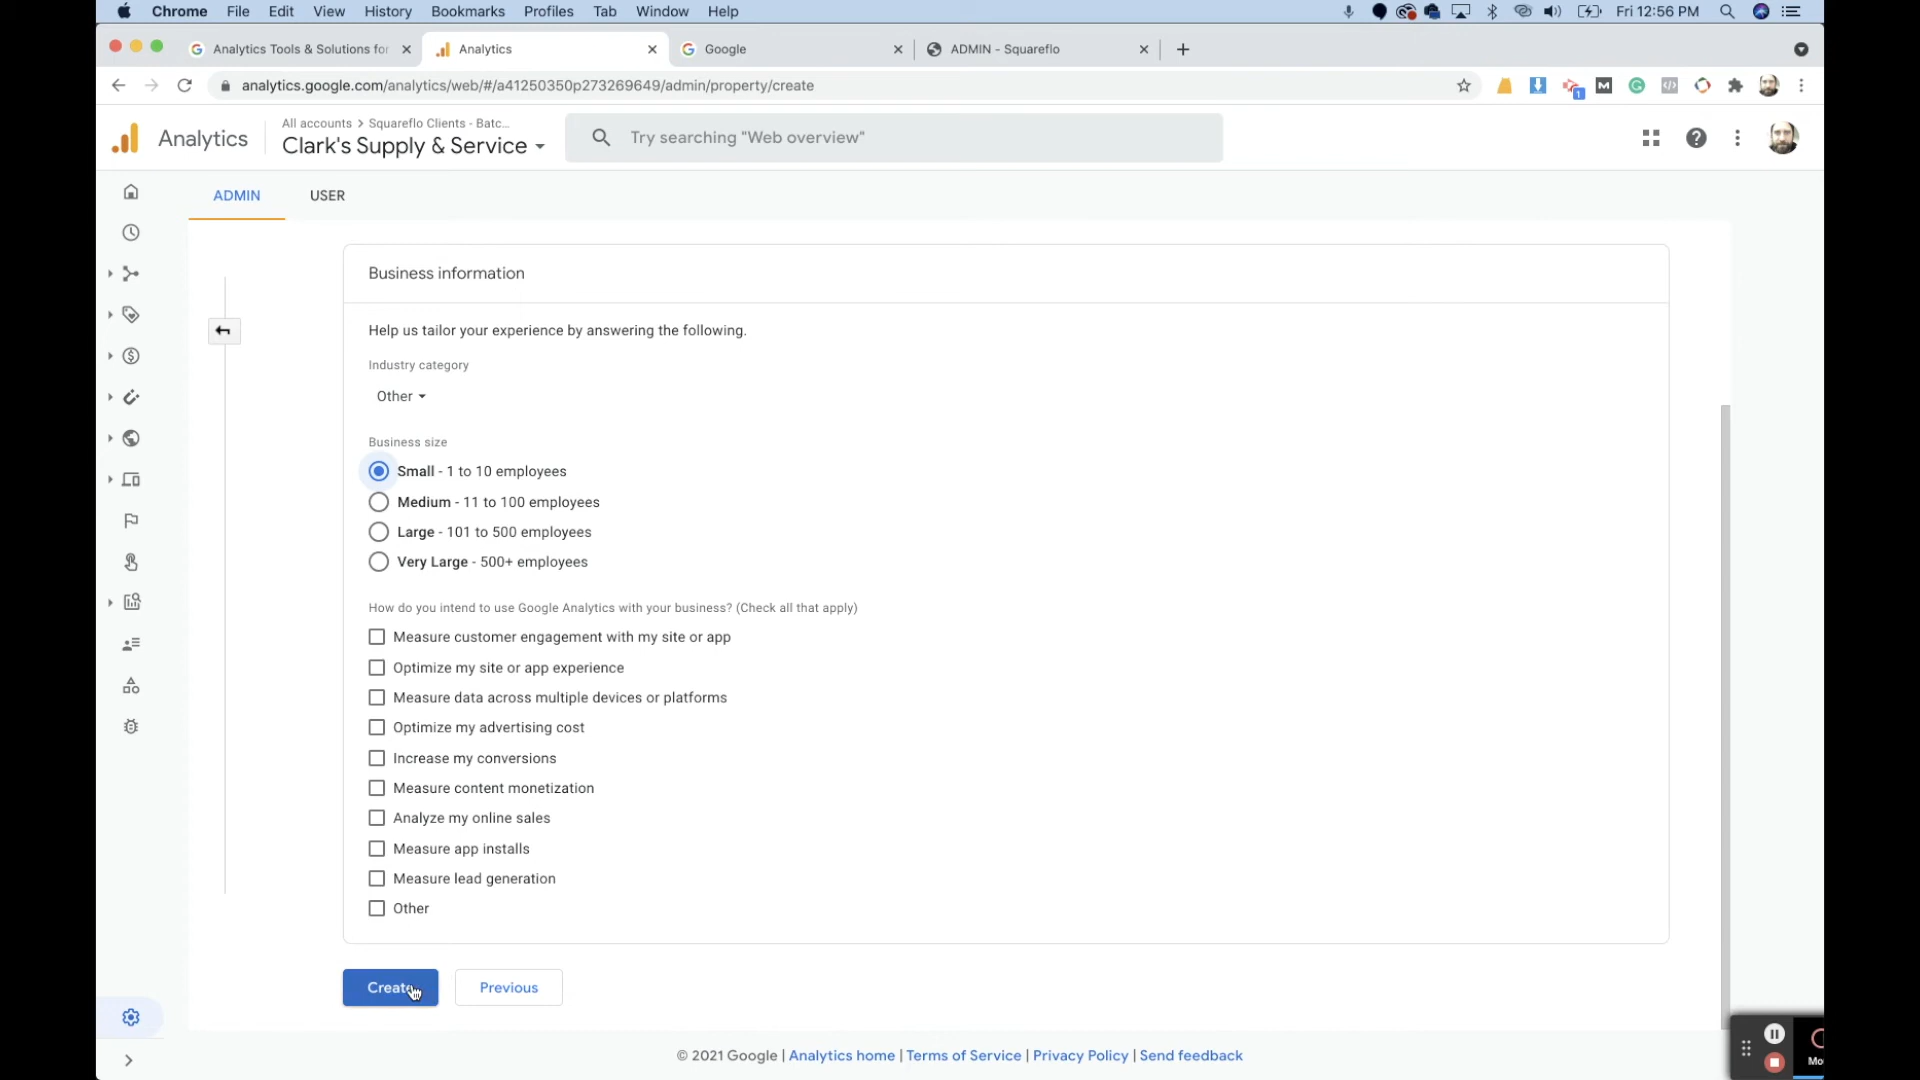 Chrome File Edit View History Bookmarks Profiles Tab Window Help Fri 12:56 PM
Analytics Tools & Solutions for Analytics Google ADMIN - Squareflo
analytics.google.com/analytics/web/#/a41250350p273269649/admin/property/create
1
Analytics
All accounts > Squareflo Clients - Batc...
Clark's Supply & Service
Try searching "Web overview"
ADMIN USER
Business information
Help us tailor your experience by answering the following.
Industry category
Other
Business size
Small - 1 to 10 employees
Medium - 11 to 100 employees
Large - 101 to 500 employees
Very Large - 500+ employees
How do you intend to use Google Analytics with your business? (Check all that apply)
Measure customer engagement with my site or app
Optimize my site or app experience
Measure data across multiple devices or platforms
Optimize my advertising cost
Increase my conversions
Measure content monetization
Analyze my online sales
Measure app installs
Measure lead generation
Other
Create Previous
© 2021 Google | Analytics home | Terms of Service | Privacy Policy | Send feedback